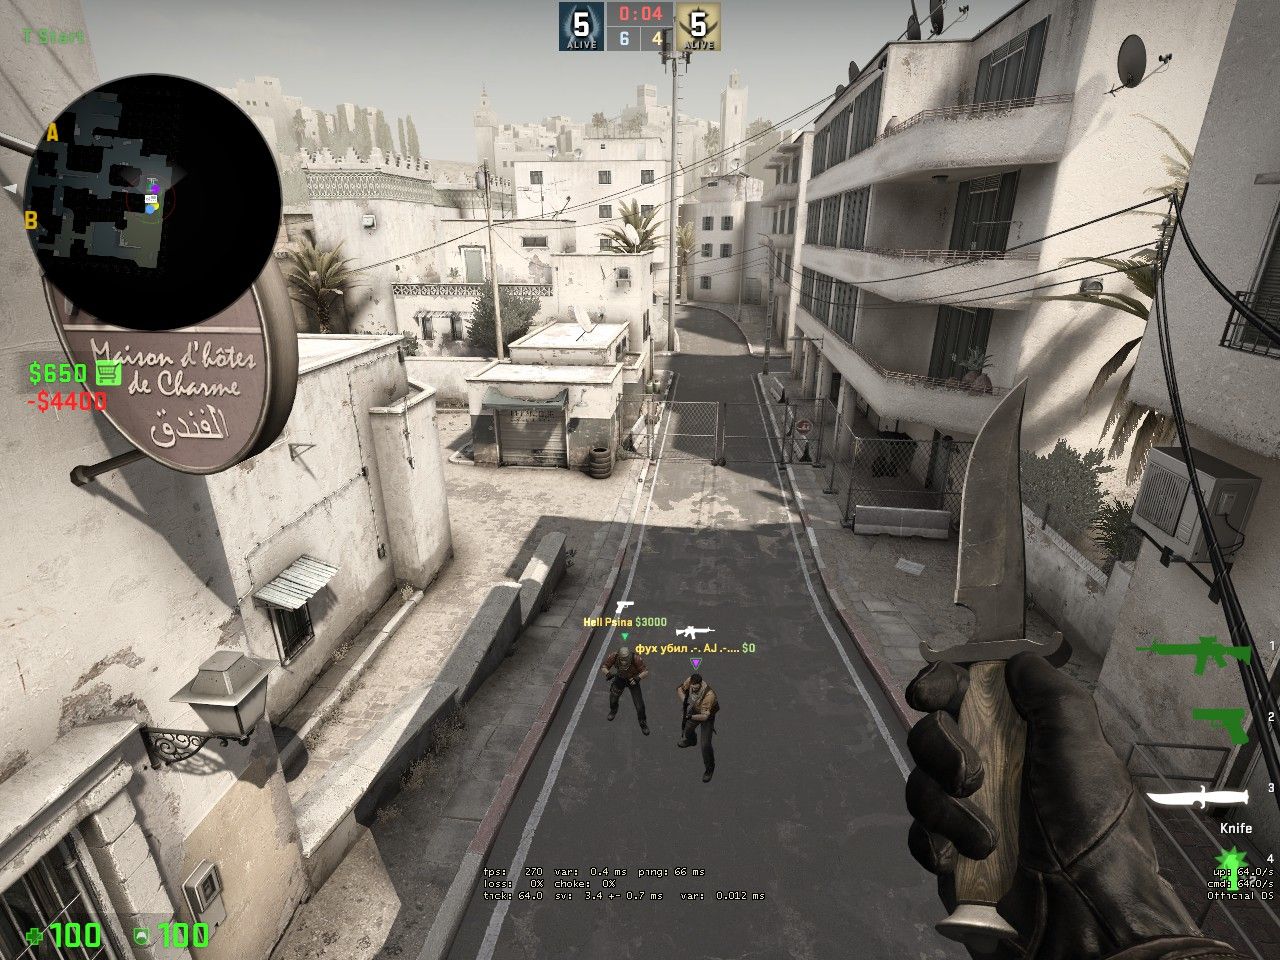 T Start
5
ALIVE
0:04
6 4
5
ALIVE
A
B
Maison d'hôtes
de Charme
الفندق
$650
-$4400
Hell Psina $3000
фух убил .-. AJ .-.... $0
1
2
3
Knife
4
fps: 270 var: 0.4 ms ping: 66 ms
loss: 0% choke: 0%
tick: 64.0 sv: 3.4 +- 0.7 ms var: 0.012 ms
up: 64.0/s
cmd: 64.0/s
Official DS
100
100